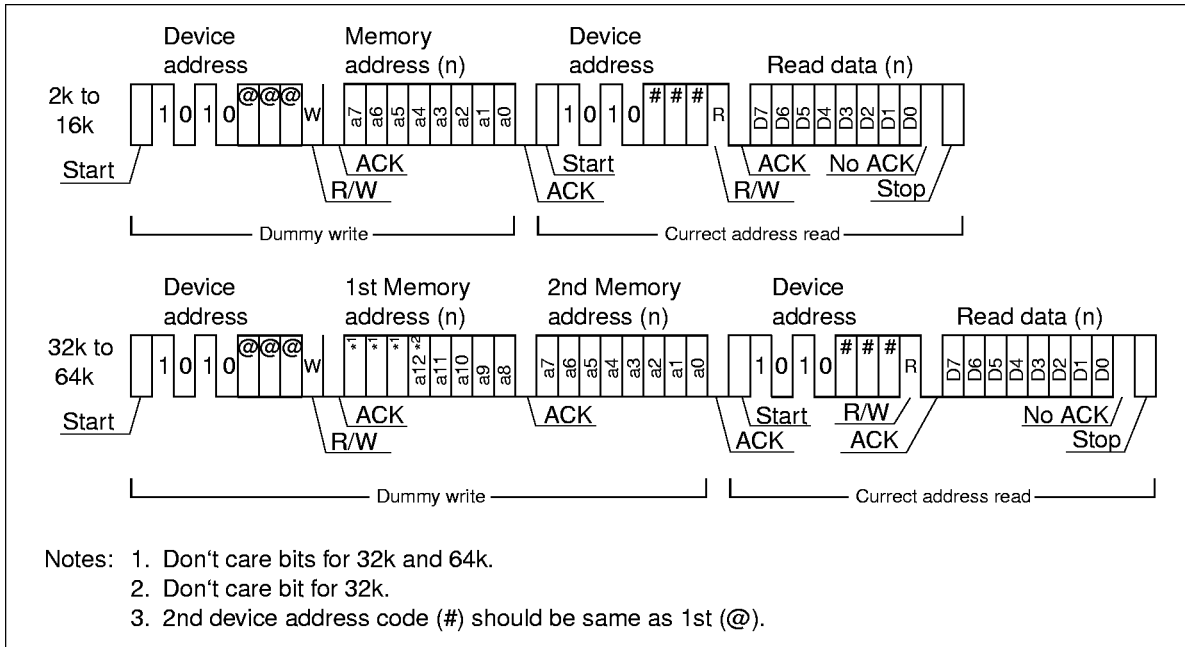 Device address
Memory address (n)
Device address
Read data (n)
2k to 16k
1 0 1 0 @ @ @ W a7 a6 a5 a4 a3 a2 a1 a0 1 0 1 0 # # # R D7 D6 D5 D4 D3 D2 D1 D0
Start
R/W
ACK
ACK
Start
R/W
ACK
No ACK
Stop
Dummy write
Currect address read
Device address
1st Memory address (n)
2nd Memory address (n)
Device address
Read data (n)
32k to 64k
1 0 1 0 @ @ @ W *1 *1 *1 a12 *2 a11 a10 a9 a8 a7 a6 a5 a4 a3 a2 a1 a0 1 0 1 0 # # # R D7 D6 D5 D4 D3 D2 D1 D0
Start
R/W
ACK
ACK
ACK
Start
R/W
ACK
No ACK
Stop
Dummy write
Currect address read
Notes: 1. Don't care bits for 32k and 64k.
2. Don't care bit for 32k.
3. 2nd device address code (#) should be same as 1st (@).